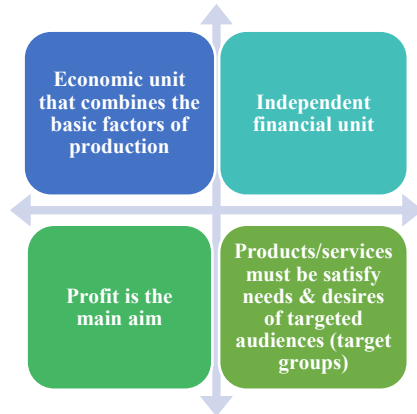 Economic unit
that combines the
basic factors of
production
Independent
financial unit
Profit is the
main aim
Products/services
must be satisfy
needs & desires
of targeted
audiences (target
groups)